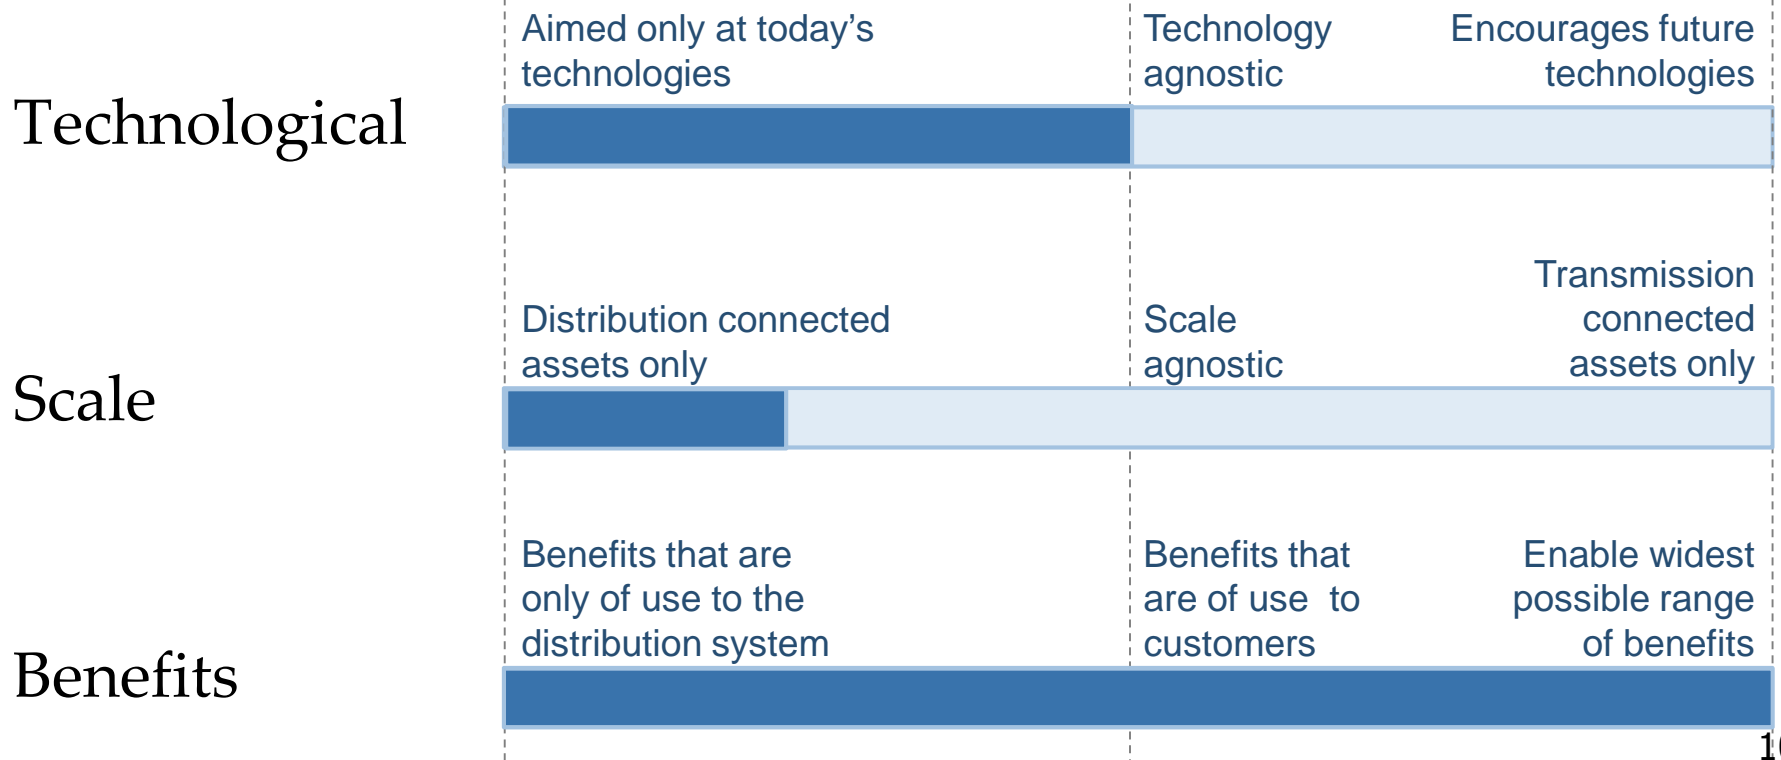 Technological
Aimed only at today’s
technologies
Technology
agnostic
Encourages future
technologies
Scale
Distribution connected
assets only
Scale
agnostic
Transmission
connected
assets only
Benefits
Benefits that are
only of use to the
distribution system
Benefits that
are of use  to
customers
Enable widest
possible range
of benefits